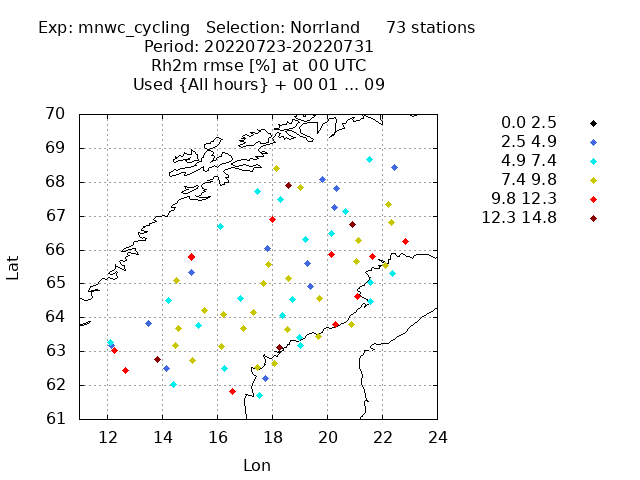 Exp: mnwc_cycling Selection: Norrland 73 stations
Period: 20220723-20220731
Rh2m rmse [%] at 00 UTC
Used {All hours} + 00 01 ... 09
70
69
68
67
66
65
64
63
62
61
Lat
12 14 16 18 20 22 24
Lon
0.0 2.5
2.5 4.9
4.9 7.4
7.4 9.8
9.8 12.3
12.3 14.8